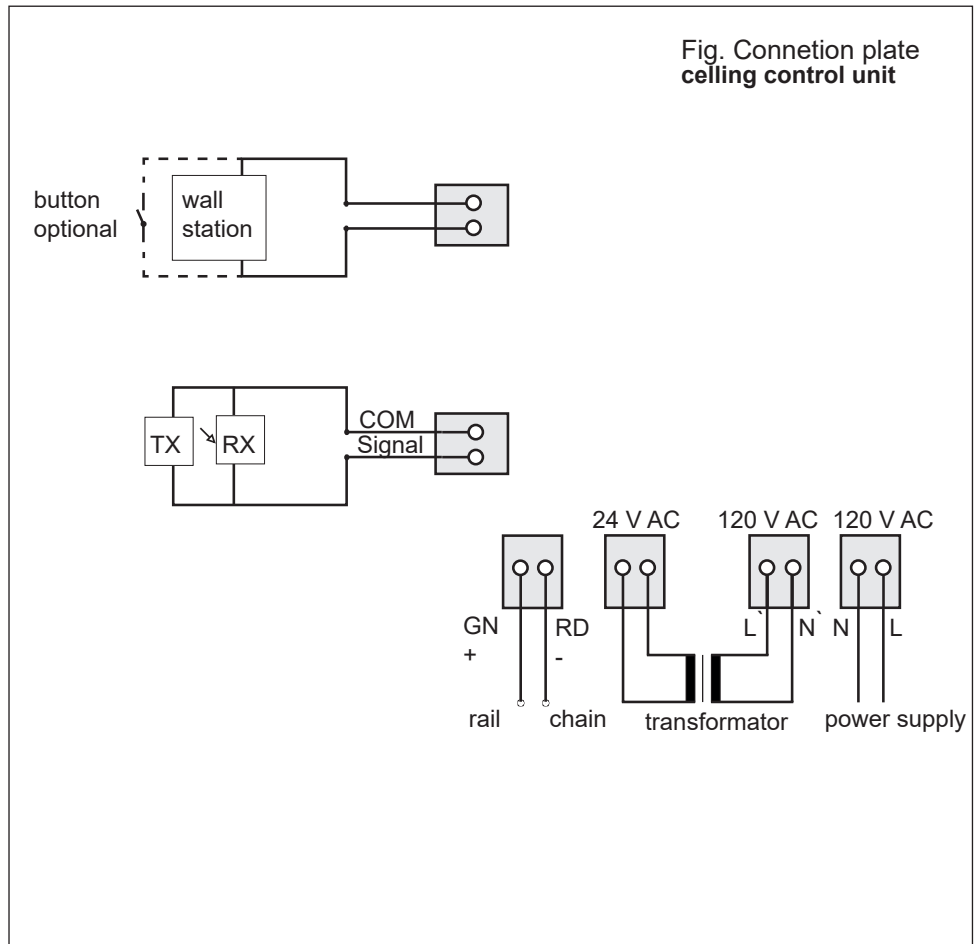 Fig. Connetion plate
celling control unit
button
optional
wall
station
TX
RX
COM
Signal
24 V AC
120 V AC
120 V AC
GN
+
RD
-
L`
N`
N
L
rail
chain
transformator
power supply